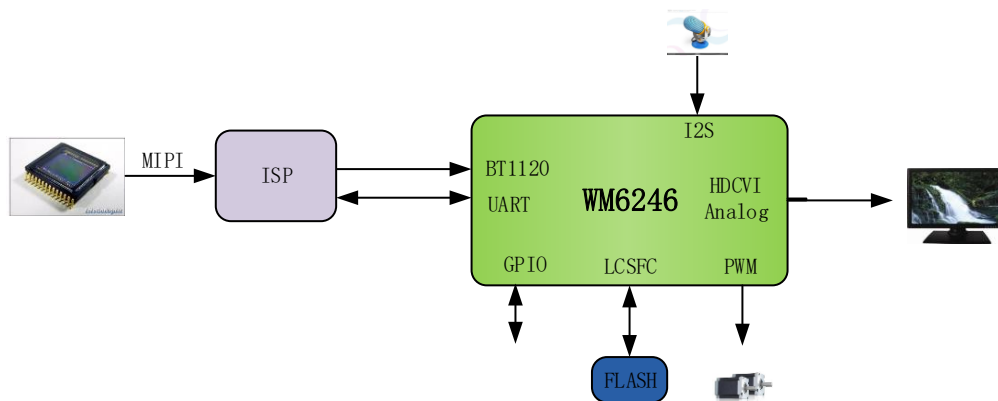 I2S
MIPI
ISP
BT1120
UART
WM6246
HDCVI
Analog
GPIO
LCSFC
PWM
FLASH